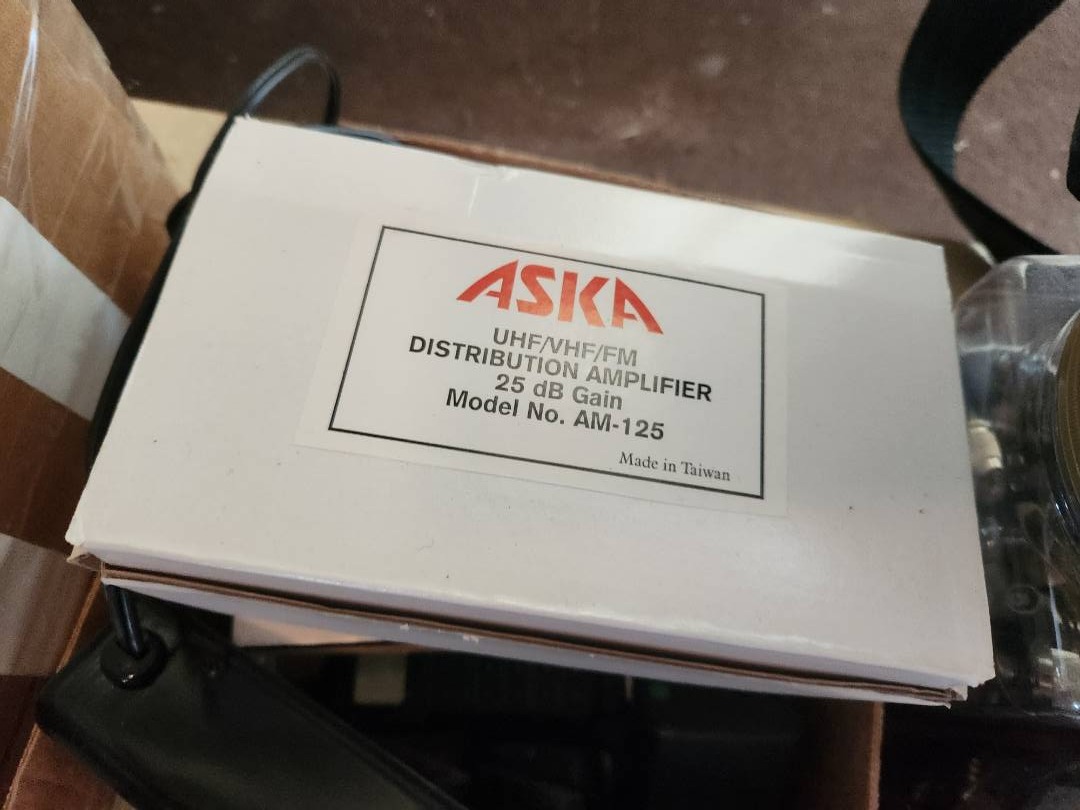 ASKA
UHF/VHF/FM
DISTRIBUTION AMPLIFIER
25 dB Gain
Model No. AM-125
Made in Taiwan